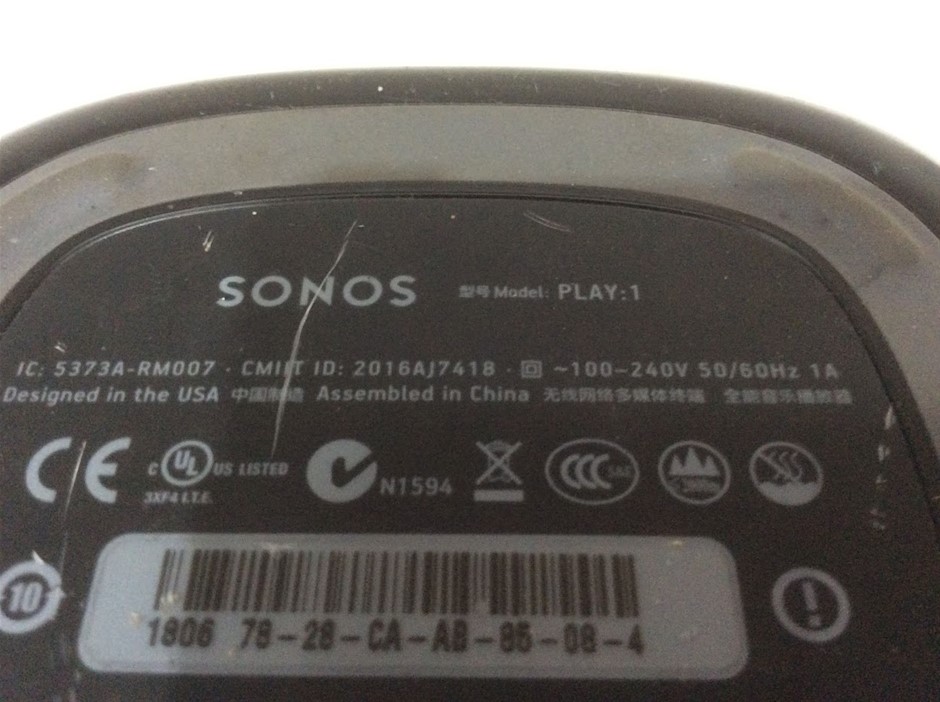 SONOS 型号 Model: PLAY:1
IC: 5373A-RM007 · CMIIT ID: 2016AJ7418 · ~100-240V 50/60Hz 1A
Designed in the USA 中国制造 Assembled in China 无线网络多媒体终端 全能音乐播放器
CE C UL US LISTED N1594 CCC S&E
3XF4 I.T.E.
10 !
1806 78-28-CA-AB-85-08-4